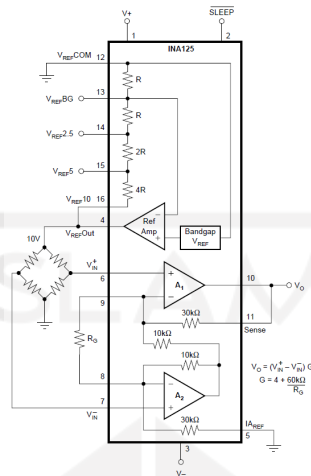 V+
SLEEP
1
2
INA125
VREFCOM
12
R
VREFBG
13
R
VREF2.5
14
2R
VREF5
15
4R
VREF10
16
4
VREFOut
Ref
Amp
−
+
Bandgap
VREF
10V
V+IN
6
+
A1
−
10
VO
9
30kΩ
11
Sense
10kΩ
RG
10kΩ
8
−
A2
+
VO = (V+IN − V−IN) G
G = 4 + 60kΩ
RG
7
V−IN
30kΩ
IAREF
5
3
V−